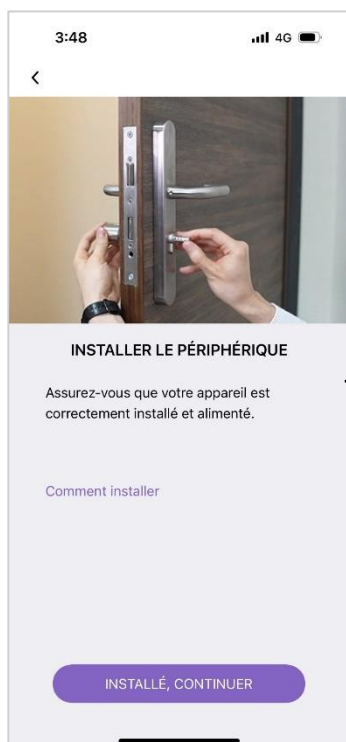 3:48 4G
INSTALLER LE PÉRIPHÉRIQUE
Assurez-vous que votre appareil est
correctement installé et alimenté.
Comment installer
INSTALLÉ, CONTINUER